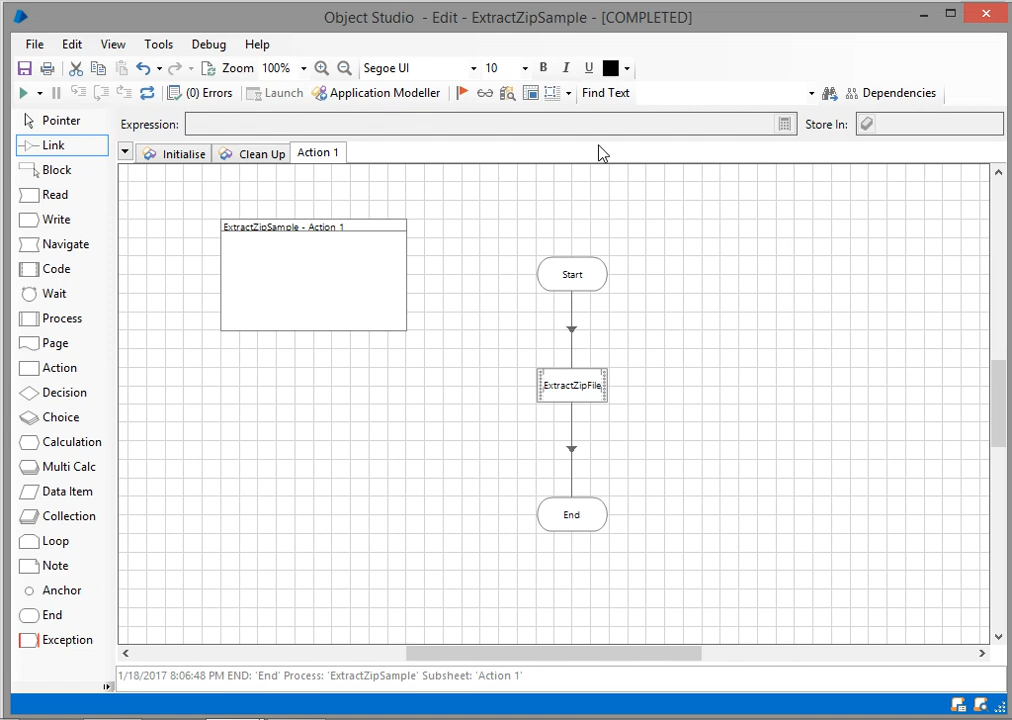 Object Studio - Edit - ExtractZipSample - [COMPLETED]
File Edit View Tools Debug Help
Zoom 100% Segoe UI 10 B I U
(0) Errors Launch Application Modeller Find Text Dependencies
Pointer
Expression: Store In:
Link
Initialise Clean Up Action 1
Block
Read
Write
ExtractZipSample - Action 1
Navigate
Code
Start
Wait
Process
Page
Action
ExtractZipFile
Decision
Choice
Calculation
Multi Calc
Data Item
Collection
End
Loop
Note
Anchor
End
Exception
1/18/2017 8:06:48 PM END: 'End' Process: 'ExtractZipSample' Subsheet: 'Action 1'